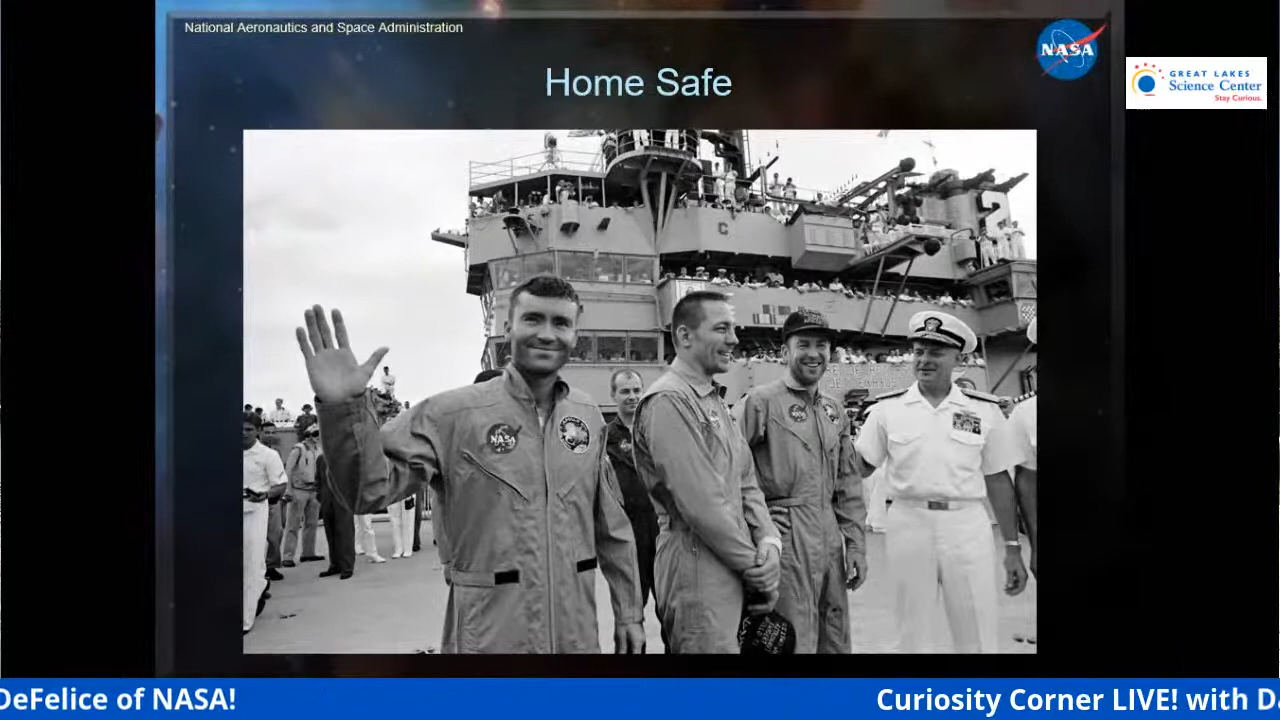 National Aeronautics and Space Administration
NASA
Home Safe
GREAT LAKES
Science Center
Stay Curious.
C
2
NASA
DeFelice of NASA!
Curiosity Corner LIVE! with D